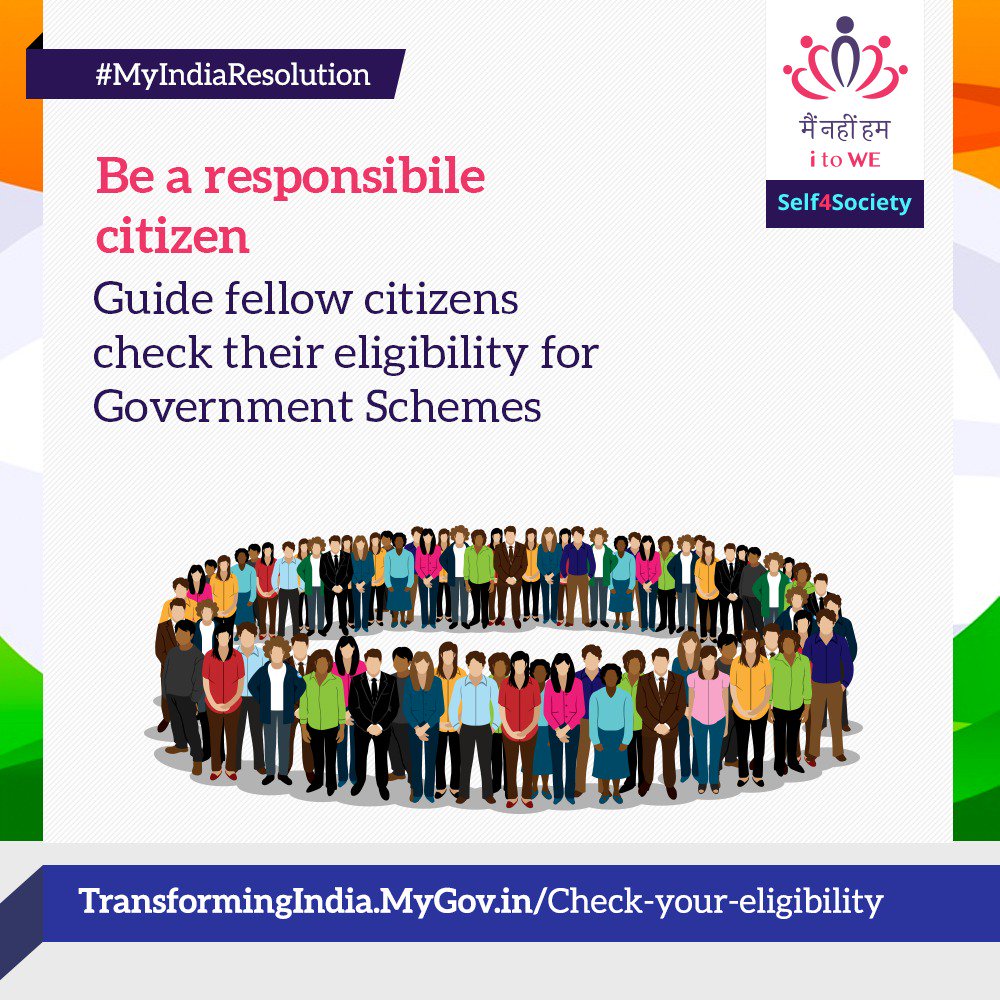 #MyIndiaResolution
मैं नहीं हम
i to WE
Self4Society
Be a responsibile
citizen
Guide fellow citizens
check their eligibility for
Government Schemes
TransformingIndia.MyGov.in/Check-your-eligibility